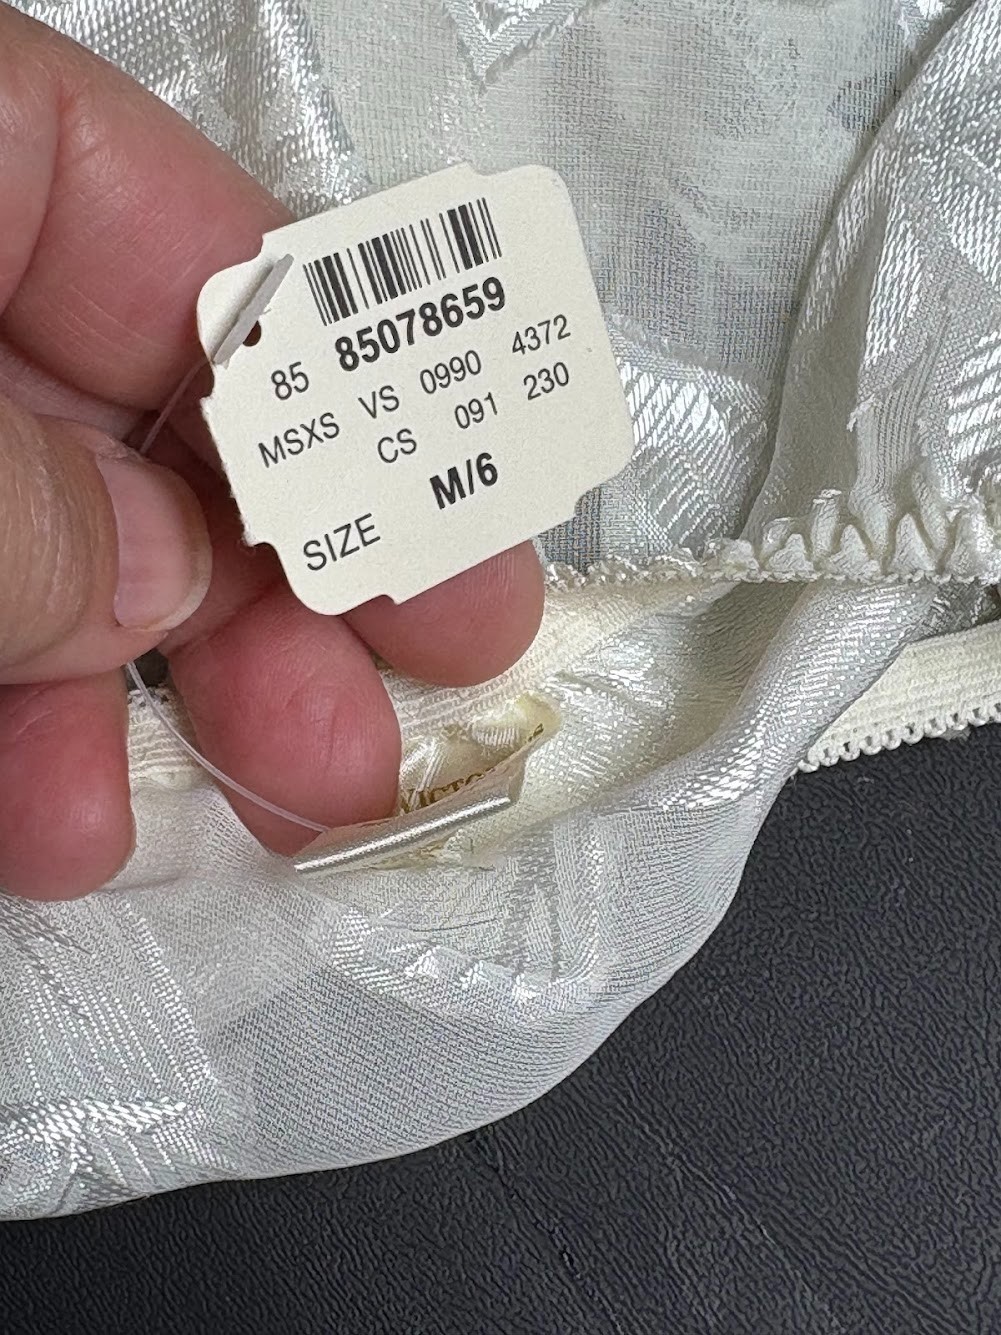 85 85078659
MSXS VS 0990 4372
CS 091 230
M/6
SIZE